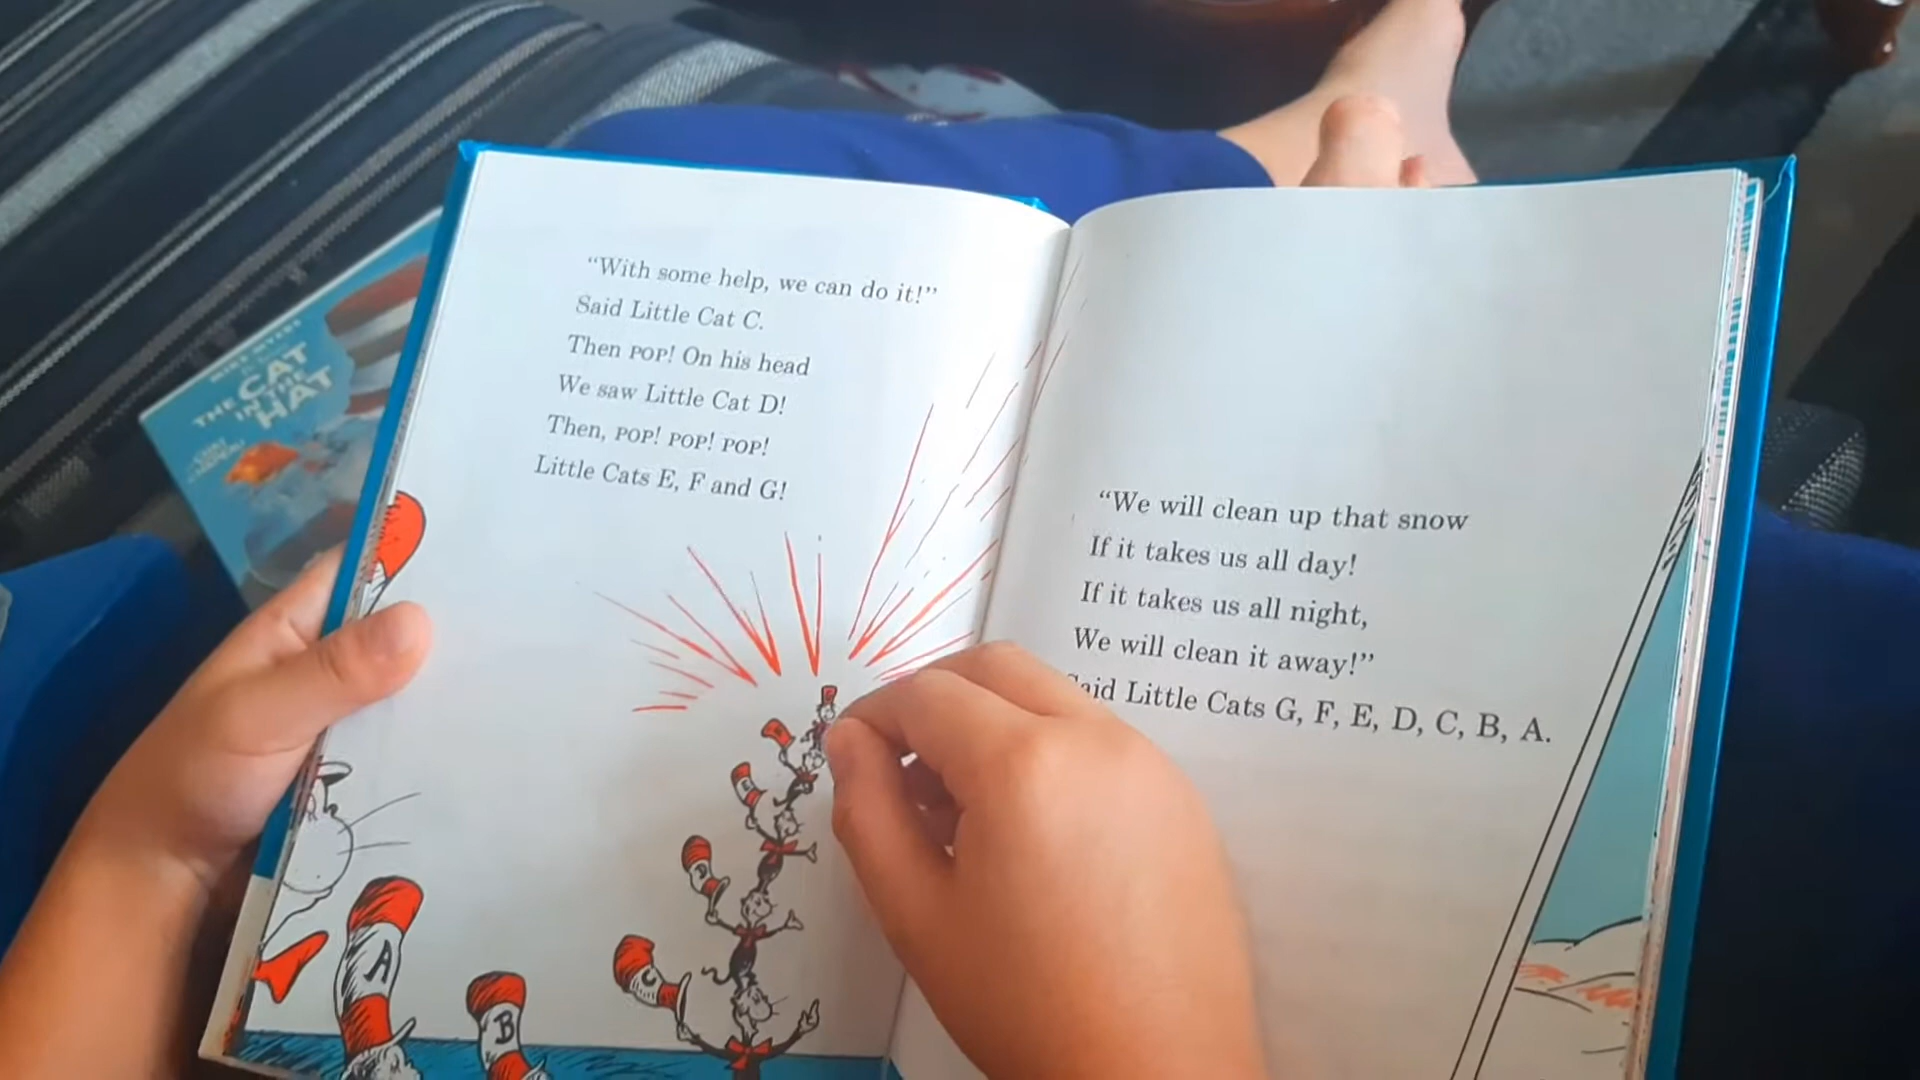 "With some help, we can do it!"
Said Little Cat C.
Then POP! On his head
We saw Little Cat D!
Then, POP! POP! POP!
Little Cats E, F and G!
"We will clean up that snow
If it takes us all day!
If it takes us all night,
We will clean it away!"
Said Little Cats G, F, E, D, C, B, A.
THE CAT
IN THE
HAT
A
B
C
D
E